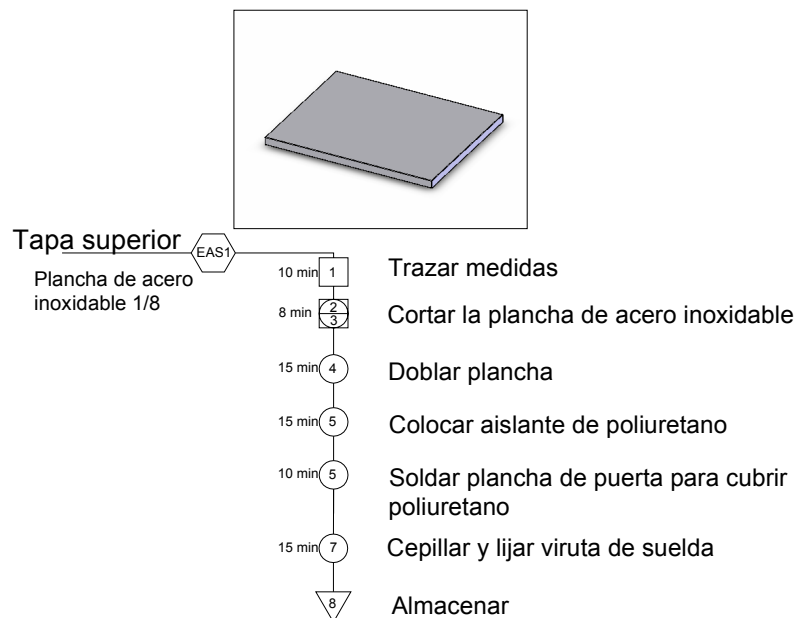 Tapa superior
EAS1
Plancha de acero
inoxidable 1/8
10 min 1 Trazar medidas
8 min 2 Cortar la plancha de acero inoxidable
3
15 min 4 Doblar plancha
15 min 5 Colocar aislante de poliuretano
10 min 5 Soldar plancha de puerta para cubrir
poliuretano
15 min 7 Cepillar y lijar viruta de suelda
8 Almacenar